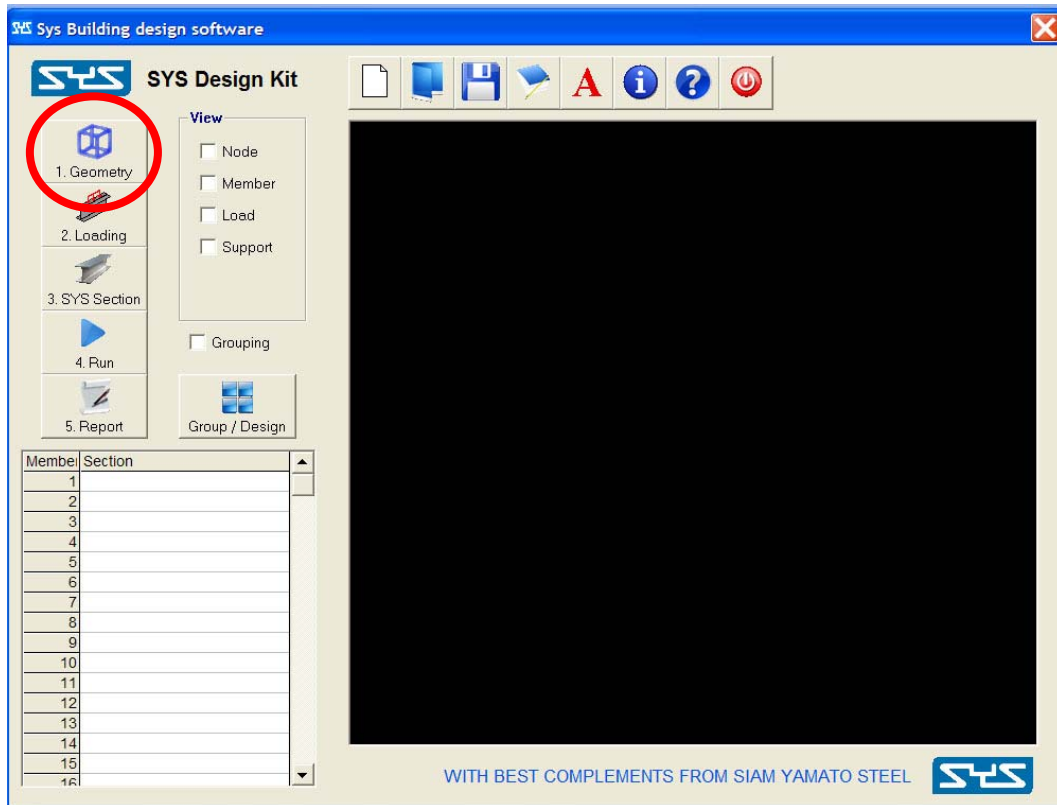 SYS Sys Building design software
SYS SYS Design Kit
A i ?
View
1. Geometry
Node
Member
2. Loading
Load
Support
3. SYS Section
4. Run
Grouping
5. Report
Group / Design
Member Section
1
2
3
4
5
6
7
8
9
10
11
12
13
14
15
16
WITH BEST COMPLEMENTS FROM SIAM YAMATO STEEL SYS